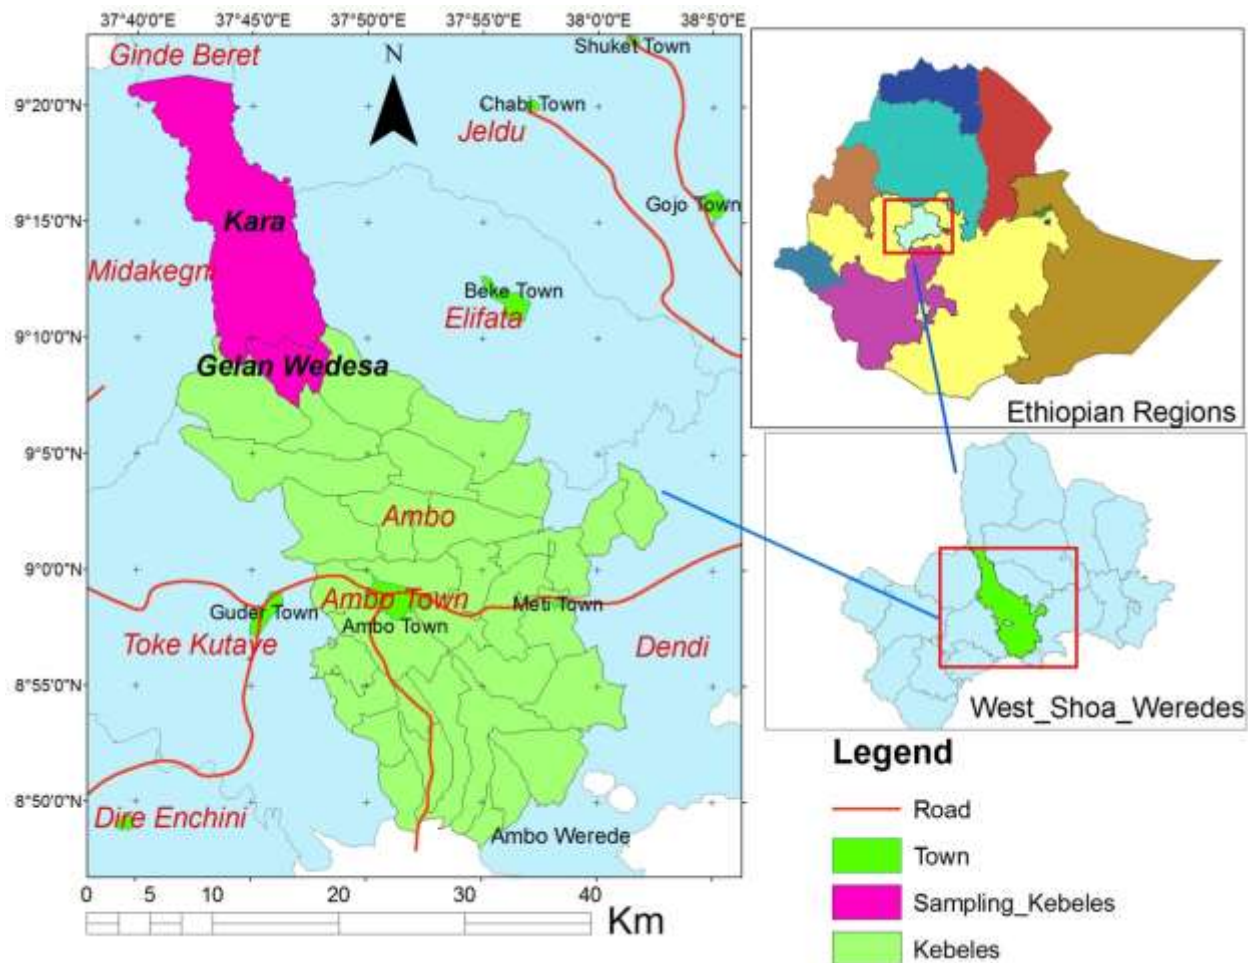 37°40'0"E 37°45'0"E 37°50'0"E 37°55'0"E 38°0'0"E 38°5'0"E
Ginde Beret
Shuket Town
N
9°20'0"N
Chabi Town
Jeldu
Kara
Gojo Town
9°15'0"N
Midakegn
Beke Town
Elifata
9°10'0"N
Gelan Wedesa
9°5'0"N
Ambo
9°0'0"N
Ambo Town
Guder Town
Meti Town
Ambo Town
Toke Kutaye
Dendi
8°55'0"N
8°50'0"N
Dire Enchini
Ambo Werede
0 5 10 20 30 40
Km
Ethiopian Regions
West_Shoa_Weredes
Legend
Road
Town
Sampling_Kebeles
Kebeles